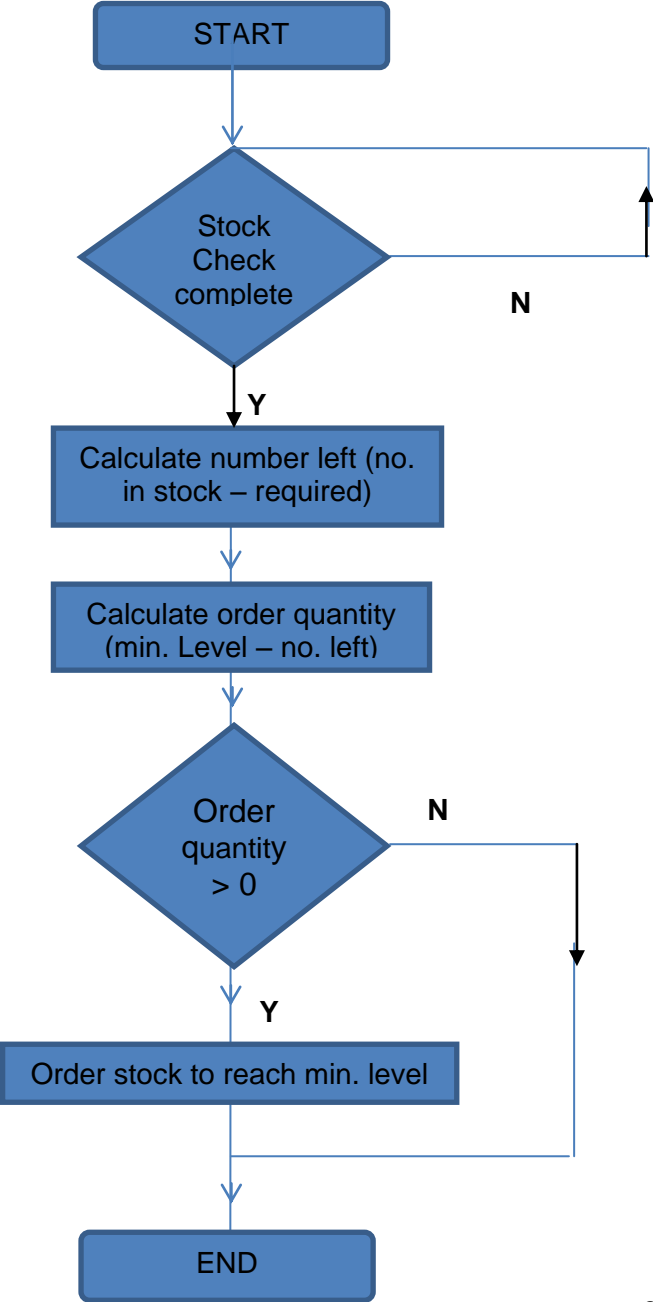 START
Stock
Check
complete
N
Y
Calculate number left (no.
in stock – required)
Calculate order quantity
(min. Level – no. left)
Order
quantity
> 0
N
Y
Order stock to reach min. level
END